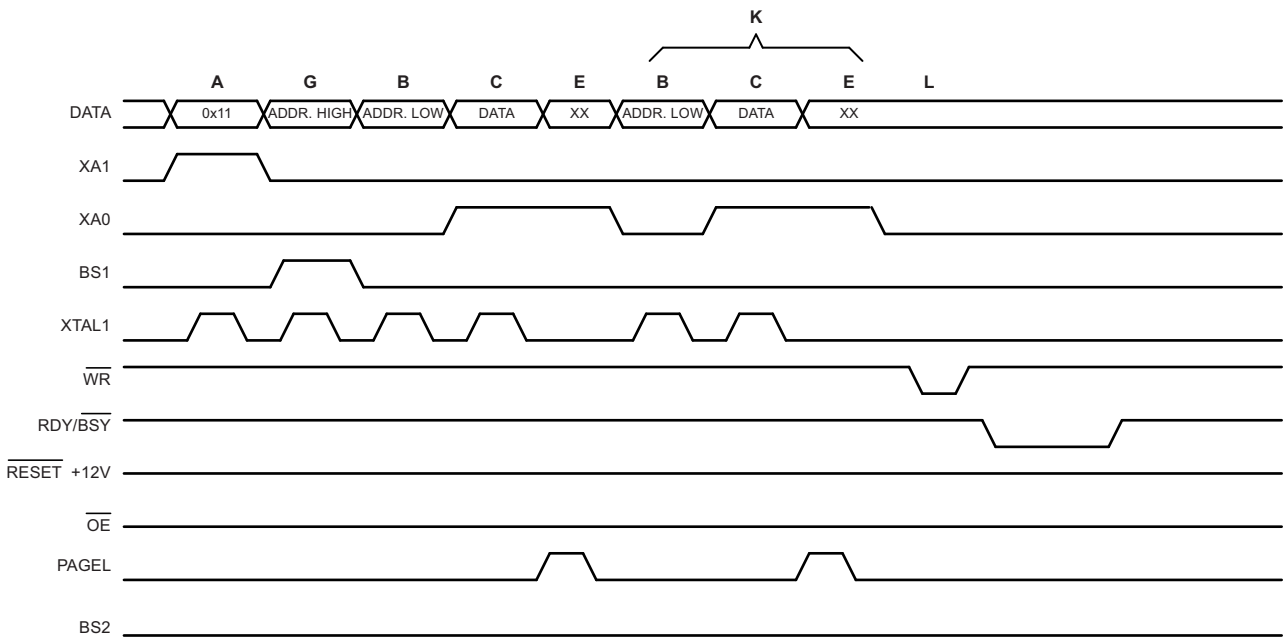 K
A G B C E B C E L
DATA 0x11 ADDR. HIGH ADDR. LOW DATA XX ADDR. LOW DATA XX
XA1
XA0
BS1
XTAL1
WR
RDY/BSY
RESET +12V
OE
PAGEL
BS2